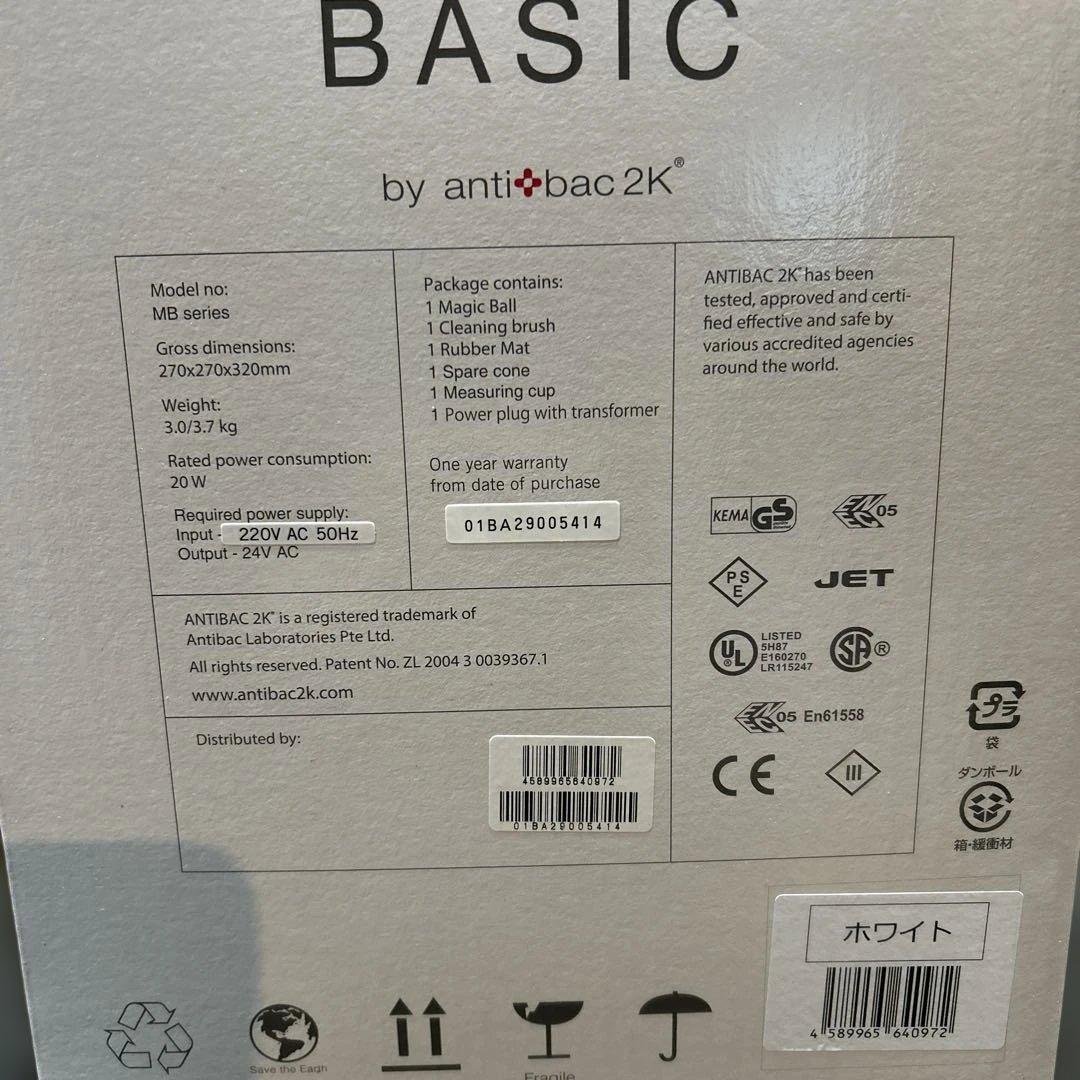 BASIC
by anti bac 2K®
Model no:
MB series
Gross dimensions:
270x270x320mm
Weight:
3.0/3.7 kg
Rated power consumption:
20 W
Required power supply:
Input - 220V AC 50Hz
Output - 24V AC
Package contains:
1 Magic Ball
1 Cleaning brush
1 Rubber Mat
1 Spare cone
1 Measuring cup
1 Power plug with transformer
One year warranty
from date of purchase
01BA29005414
ANTIBAC 2K® has been
tested, approved and certi-
fied effective and safe by
various accredited agencies
around the world.
KEMA GS
05
PS
E
JET
UL
LISTED
5H87
E160270
LR115247
SA®
05 En61558
CE
III
ANTIBAC 2K® is a registered trademark of
Antibac Laboratories Pte Ltd.
All rights reserved. Patent No. ZL 2004 3 0039367.1
www.antibac2k.com
Distributed by:
4589965640972
01BA29005414
プラ
袋
ダンボール
箱・緩衝材
ホワイト
4 589965 640972
Save the Earth
Fragile